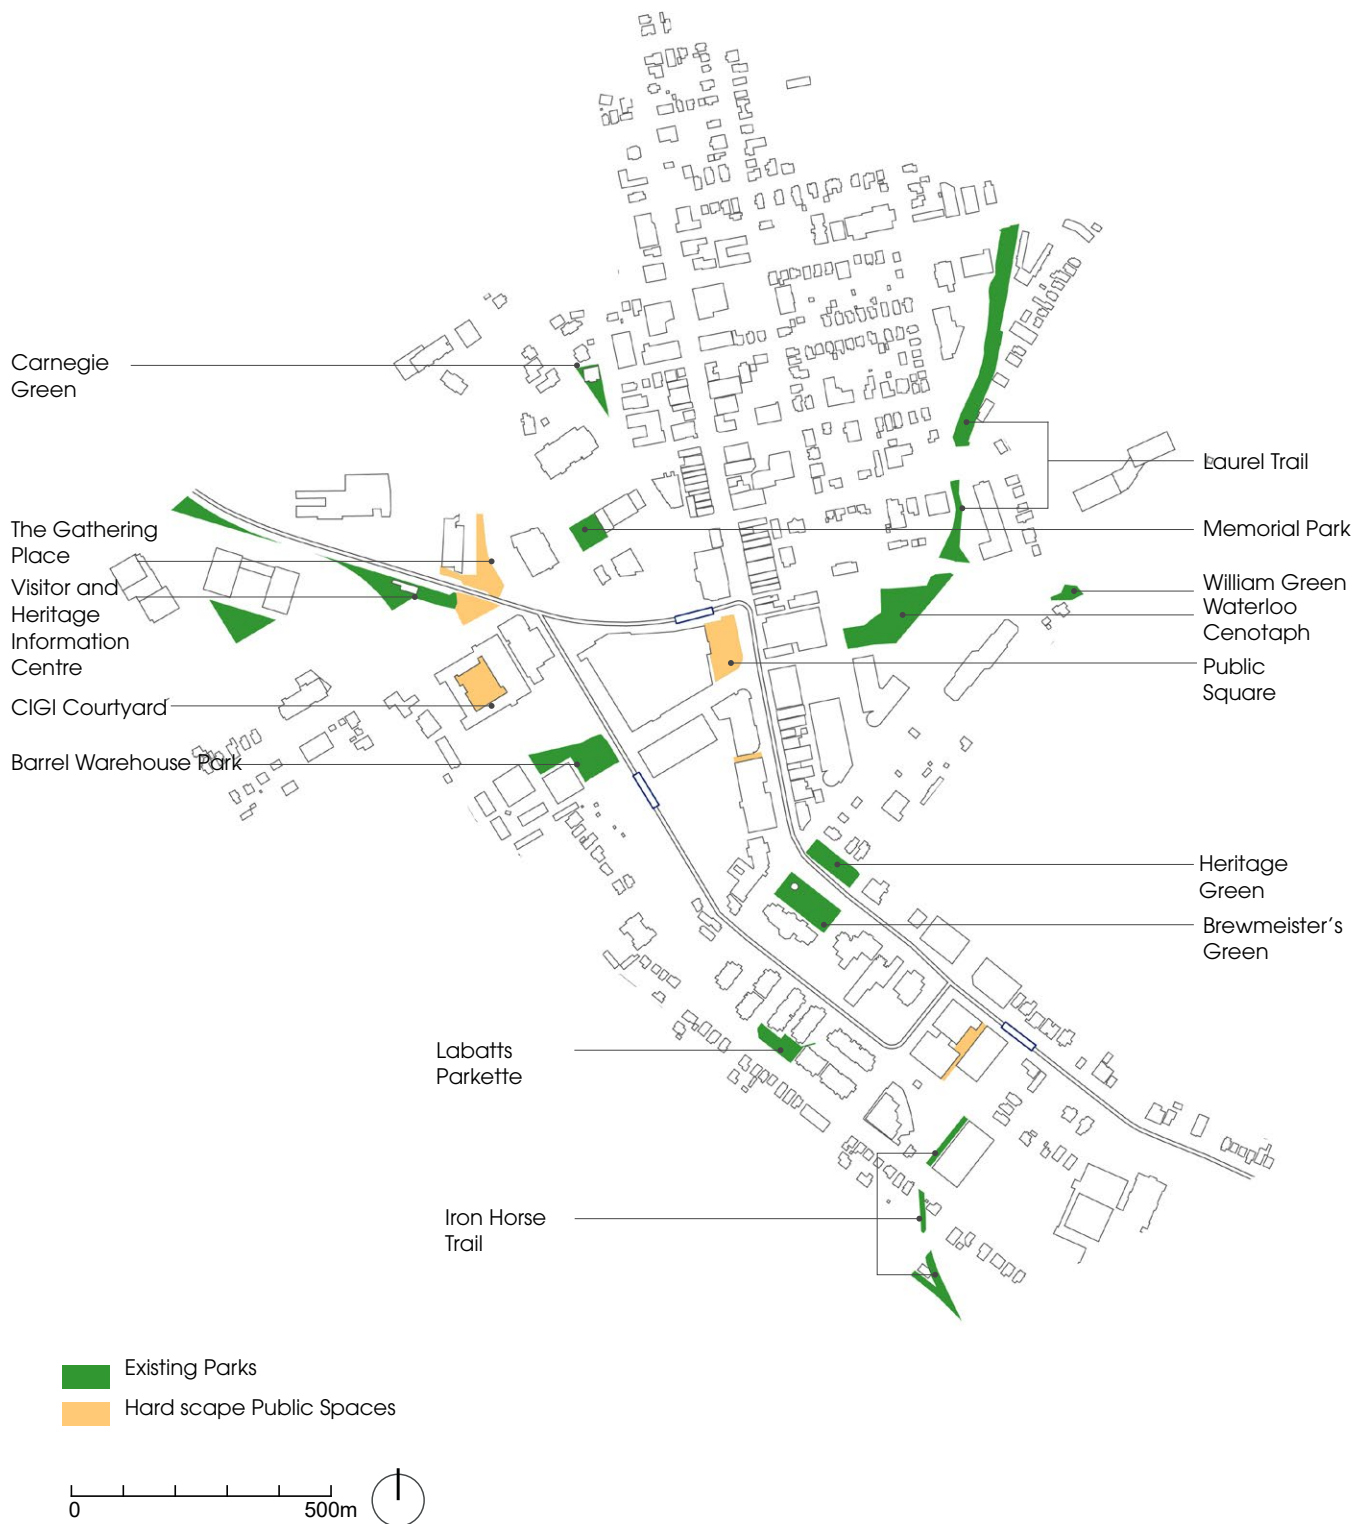 Carnegie
Green
The Gathering
Place
Visitor and
Heritage
Information
Centre
CIGI Courtyard
Barrel Warehouse Park
Laurel Trail
Memorial Park
William Green
Waterloo
Cenotaph
Public
Square
Heritage
Green
Brewmeister’s
Green
Labatts
Parkette
Iron Horse
Trail
Existing Parks
Hard scape Public Spaces
0 500m